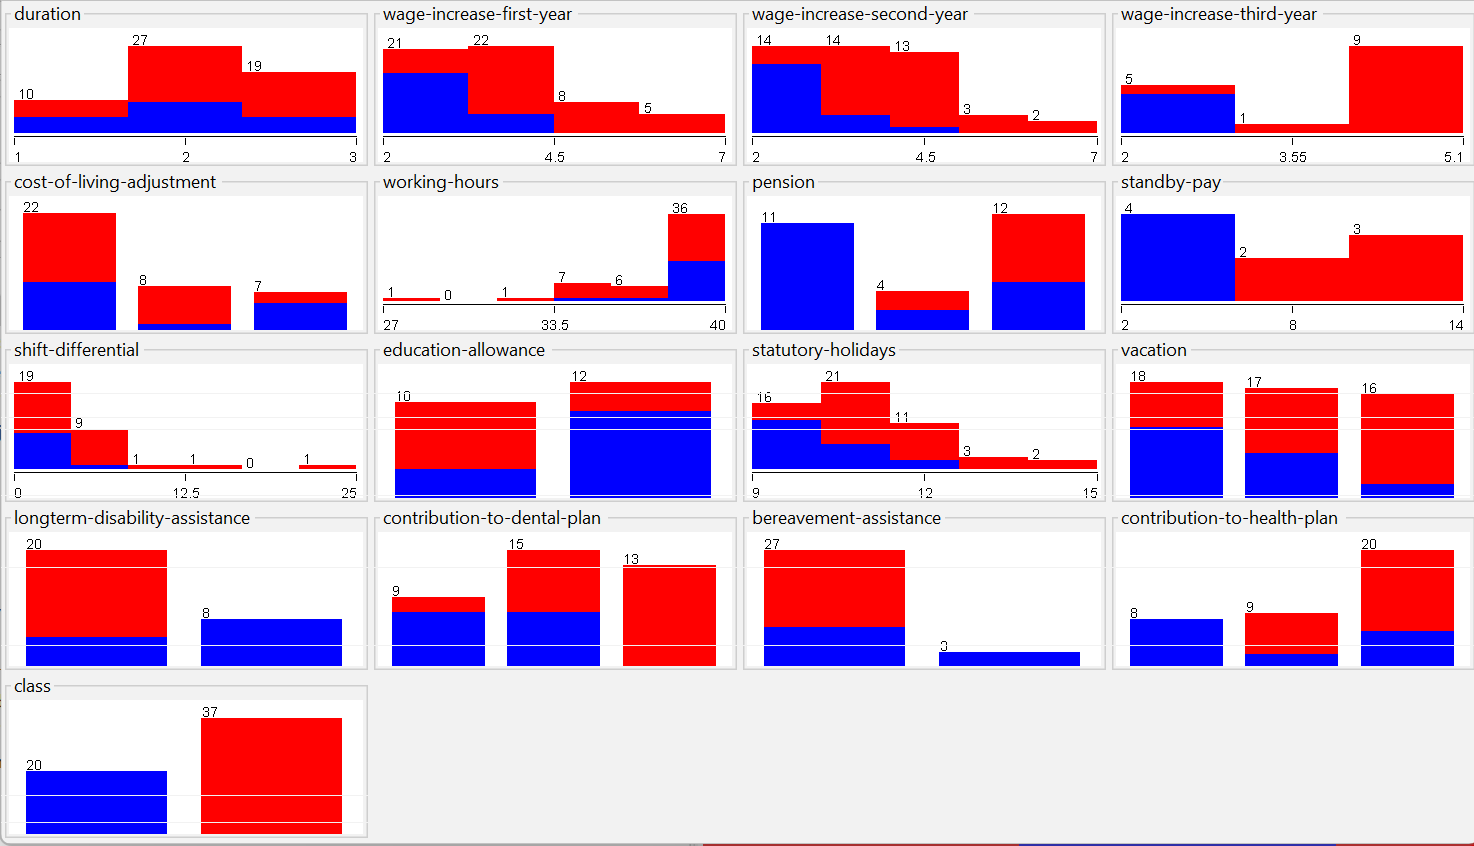 duration
27
19
10
1 2 3
wage-increase-first-year
21 22
8
5
2 4.5 7
wage-increase-second-year
14 14 13
3 2
2 4.5 7
wage-increase-third-year
9
5
1
2 3.55 5.1
cost-of-living-adjustment
22
8 7
working-hours
36
7 6
1 0 1
27 33.5 40
pension
11 12
4
standby-pay
4
3
2
2 8 14
shift-differential
19
9
1 1 0 1
0 12.5 25
education-allowance
12
10
statutory-holidays
21
16
11
3 2
9 12 15
vacation
18 17 16
longterm-disability-assistance
20
8
contribution-to-dental-plan
15
13
9
bereavement-assistance
27
3
contribution-to-health-plan
20
8 9
class
37
20